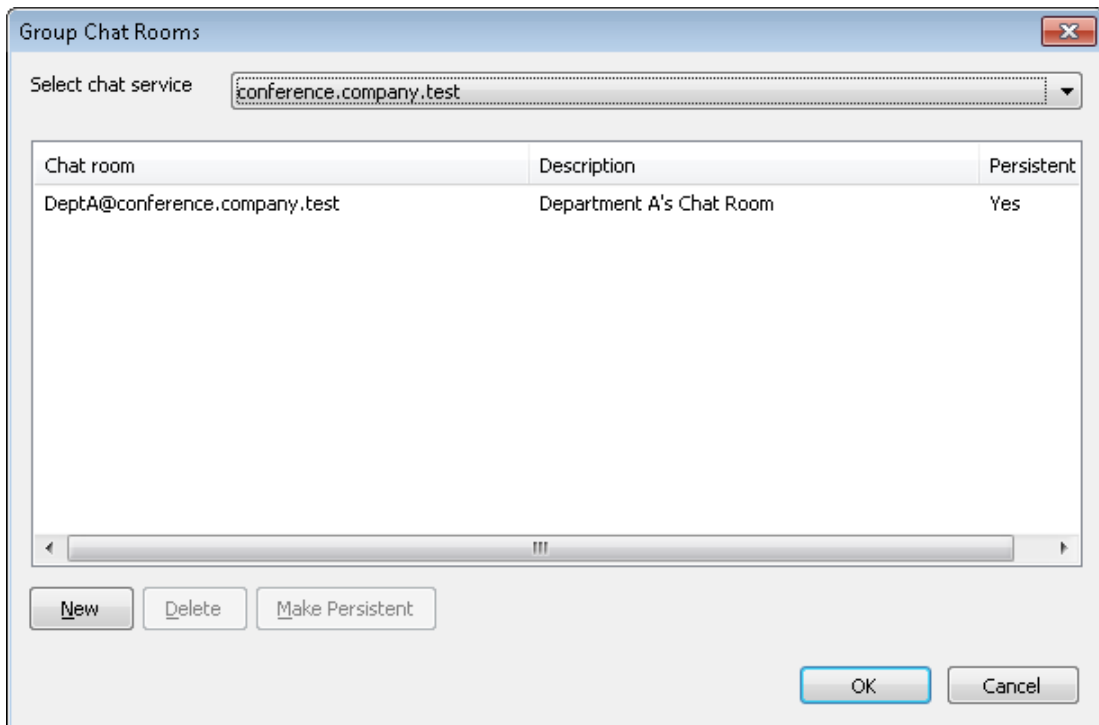 Group Chat Rooms
Select chat service conference.company.test
Chat room Description Persistent
DeptA@conference.company.test Department A's Chat Room Yes
New Delete Make Persistent
OK Cancel